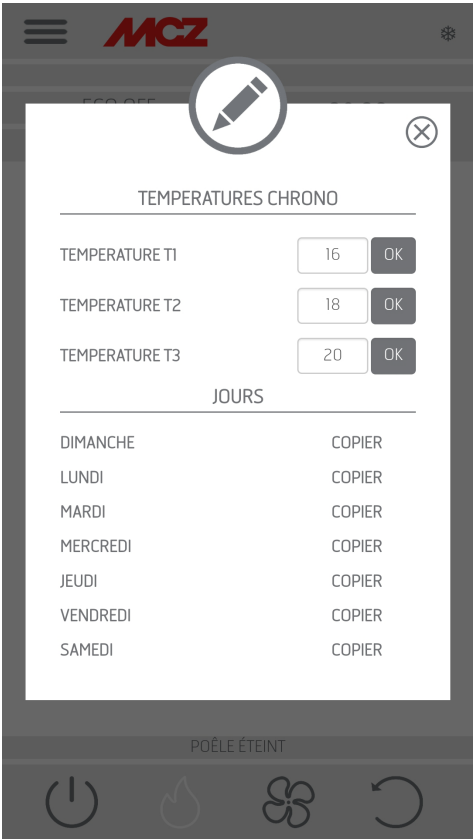 MCZ
TEMPERATURES CHRONO
TEMPERATURE T1 16 OK
TEMPERATURE T2 18 OK
TEMPERATURE T3 20 OK
JOURS
DIMANCHE COPIER
LUNDI COPIER
MARDI COPIER
MERCREDI COPIER
JEUDI COPIER
VENDREDI COPIER
SAMEDI COPIER
POÊLE ÉTEINT